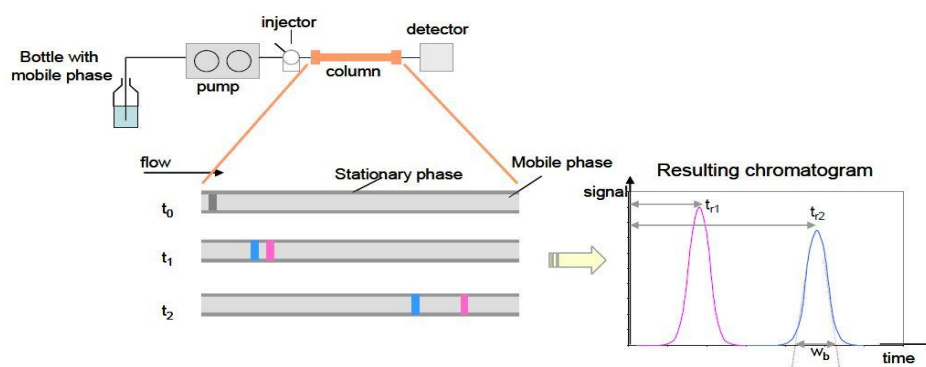 injector
detector
Bottle with
mobile phase
pump
column
flow
Stationary phase
Mobile phase
t0
t1
t2
Resulting chromatogram
signal
tr1
tr2
wb
time